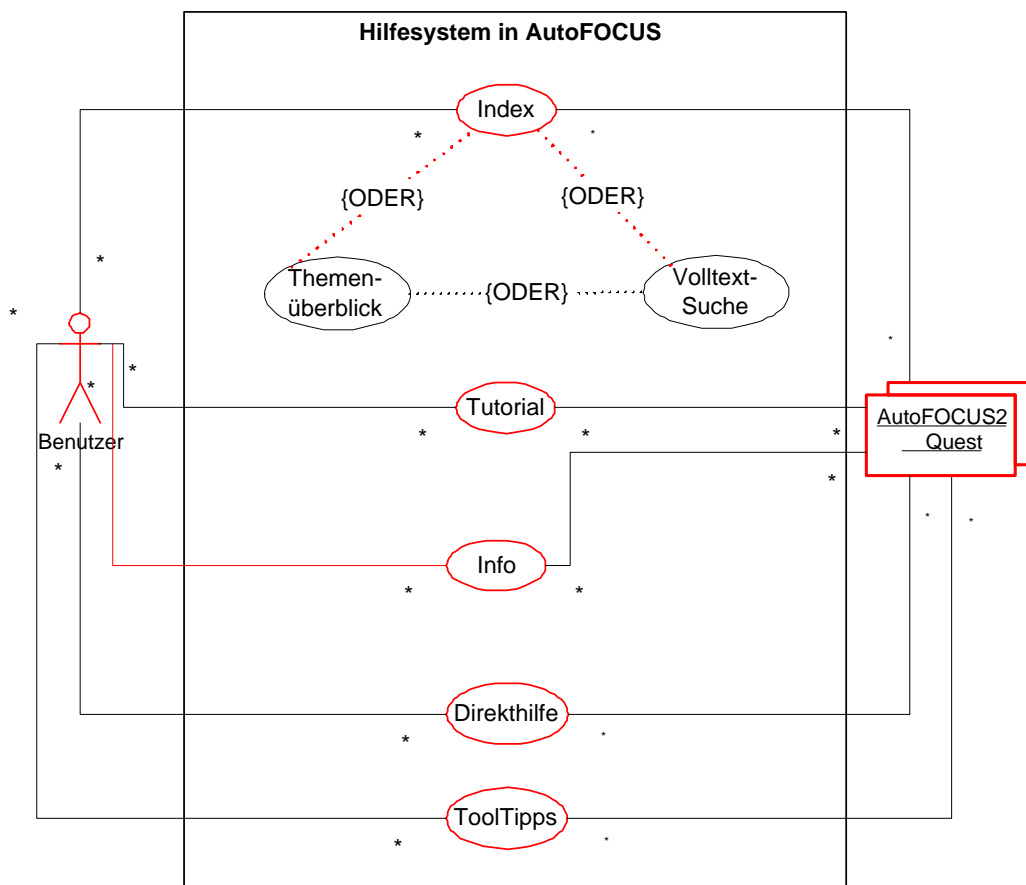 Hilfesystem in AutoFOCUS
Index
*
*
{ODER}
{ODER}
*
Themen-
überblick
{ODER}
Volltext-
Suche
*
*
*
*
Benutzer
*
Tutorial
*
*
*
AutoFOCUS2
Quest
*
*
*
Info
*
*
Direkthilfe
*
*
ToolTipps
*
*